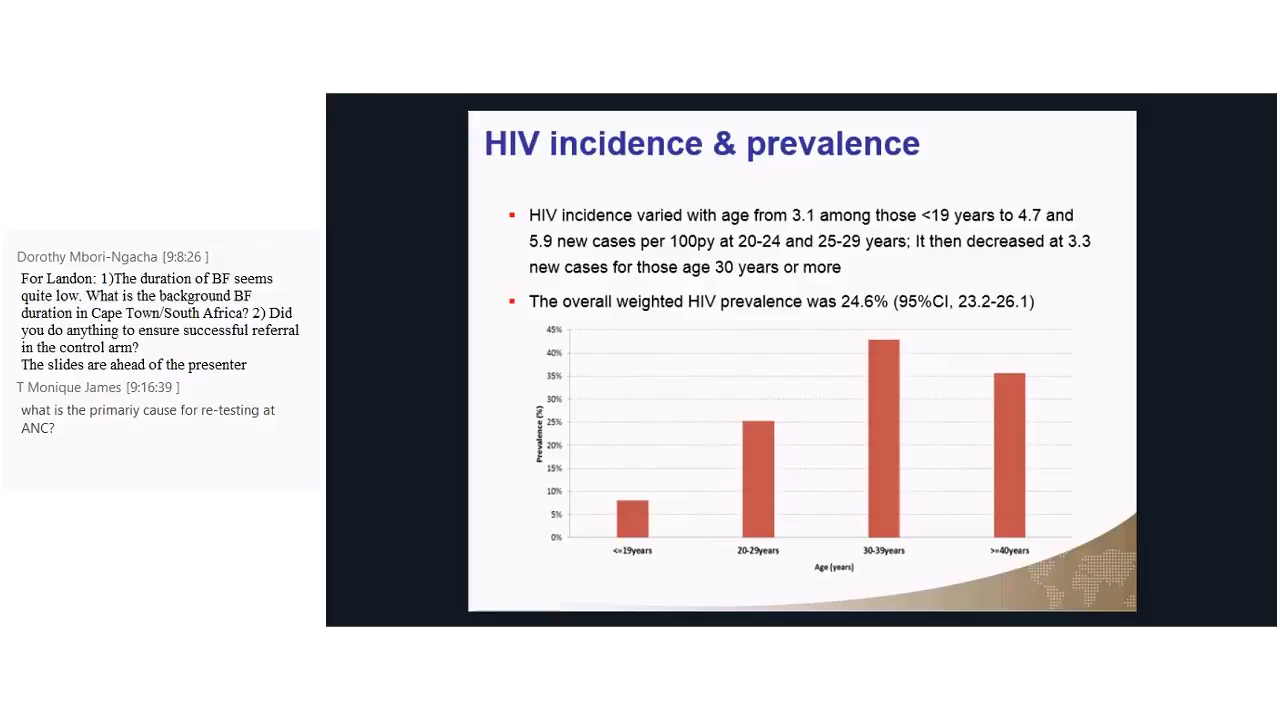 Dorothy Mbori-Ngacha [9:8:26 ]
For Landon: 1)The duration of BF seems
quite low. What is the background BF
duration in Cape Town/South Africa? 2) Did
you do anything to ensure successful referral
in the control arm?
The slides are ahead of the presenter
T Monique James [9:16:39 ]
what is the primariy cause for re-testing at
ANC?
HIV incidence & prevalence
▪ HIV incidence varied with age from 3.1 among those <19 years to 4.7 and
5.9 new cases per 100py at 20-24 and 25-29 years; It then decreased at 3.3
new cases for those age 30 years or more
▪ The overall weighted HIV prevalence was 24.6% (95%CI, 23.2-26.1)
Prevalence (%)
45%
40%
35%
30%
25%
20%
15%
10%
5%
0%
<=19years 20-29years 30-39years >=40years
Age (years)